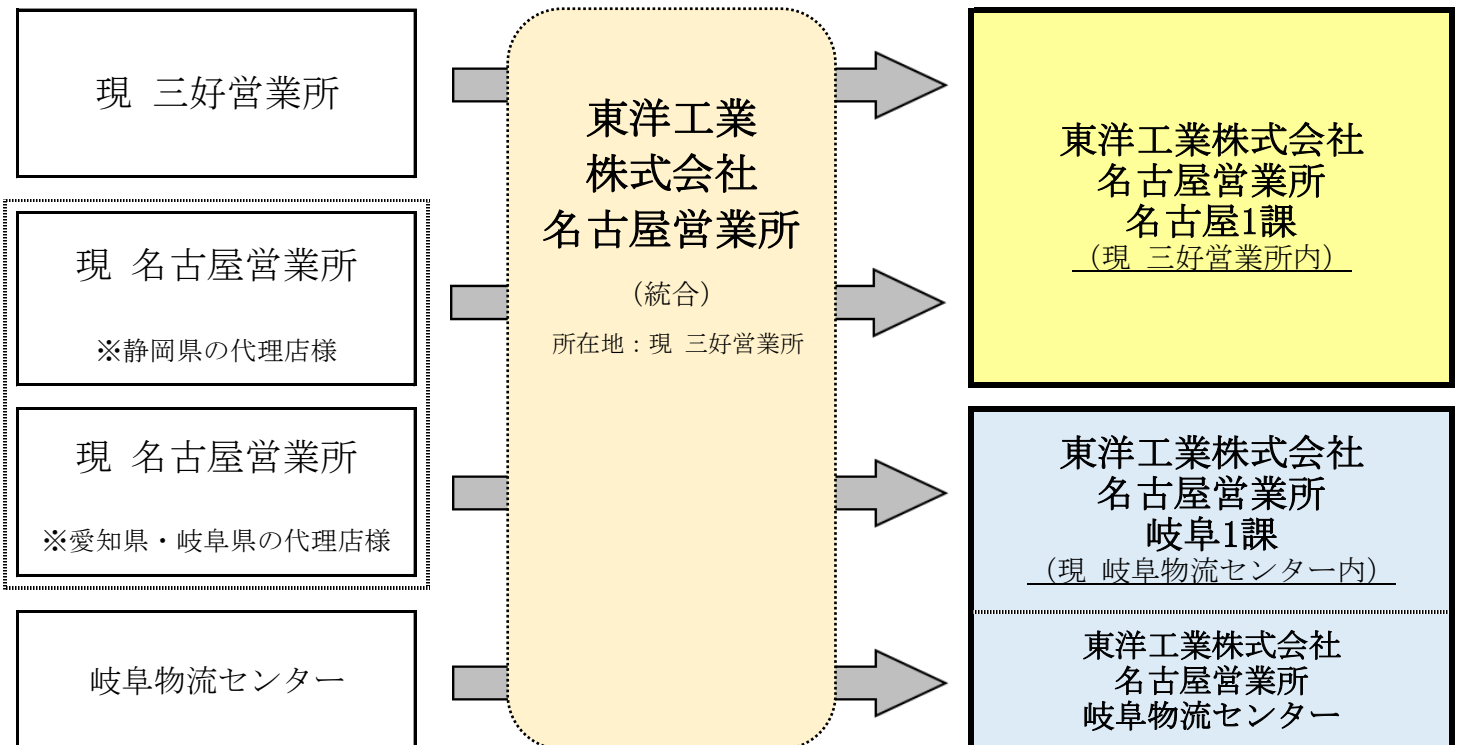 現 三好営業所
現 名古屋営業所
※静岡県の代理店様
現 名古屋営業所
※愛知県・岐阜県の代理店様
岐阜物流センター
東洋工業
株式会社
名古屋営業所
(統合)
所在地：現 三好営業所
東洋工業株式会社
名古屋営業所
名古屋1課
(現 三好営業所内)
東洋工業株式会社
名古屋営業所
岐阜1課
(現 岐阜物流センター内)
東洋工業株式会社
名古屋営業所
岐阜物流センター